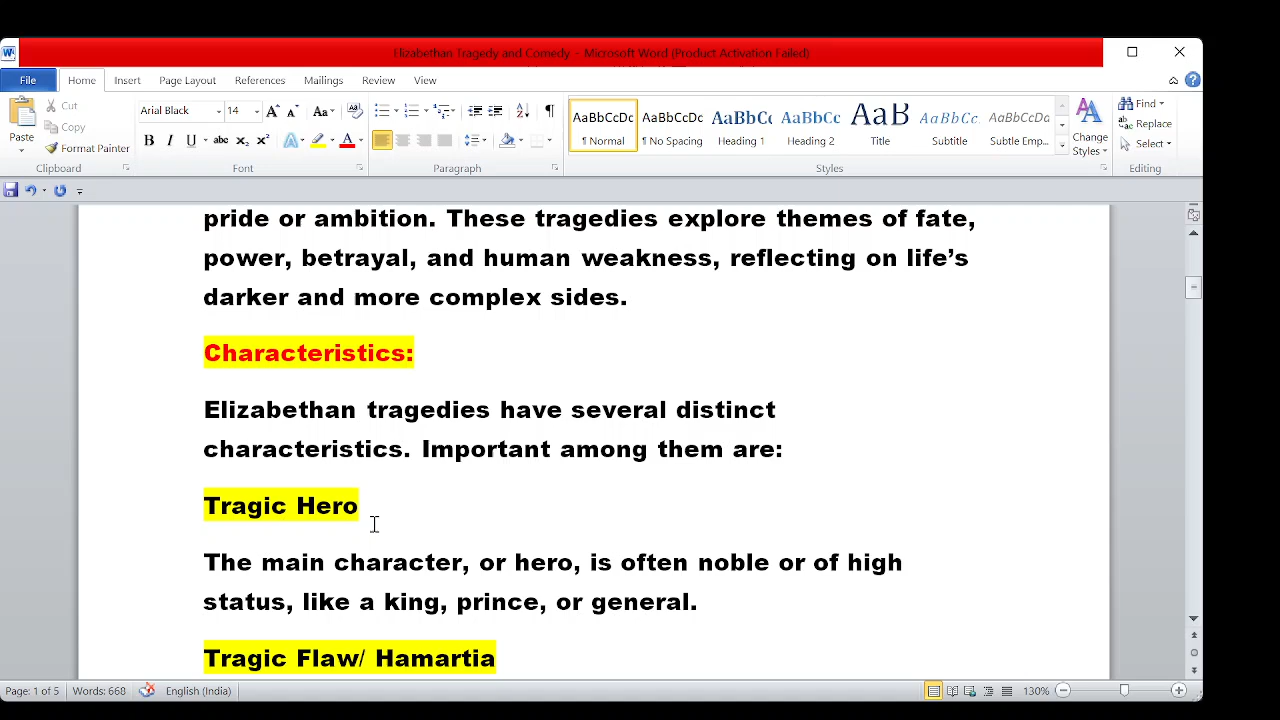 Elizabethan Tragedy and Comedy - Microsoft Word (Product Activation Failed)
File Home Insert Page Layout References Mailings Review View
Paste
Cut
Copy
Format Painter
Clipboard
Arial Black 14
Font
Paragraph
AaBbCcDc AaBbCcDc AaBbC AaBbCc AaB AaBbCc. AaBbCcDa
¶ Normal ¶ No Spacing Heading 1 Heading 2 Title Subtitle Subtle Emp...
Change Styles
Styles
Find
Replace
Select
Editing
pride or ambition. These tragedies explore themes of fate,
power, betrayal, and human weakness, reflecting on life’s
darker and more complex sides.
Characteristics:
Elizabethan tragedies have several distinct
characteristics. Important among them are:
Tragic Hero
The main character, or hero, is often noble or of high
status, like a king, prince, or general.
Tragic Flaw/ Hamartia
Page: 1 of 5 Words: 668 English (India) 130%